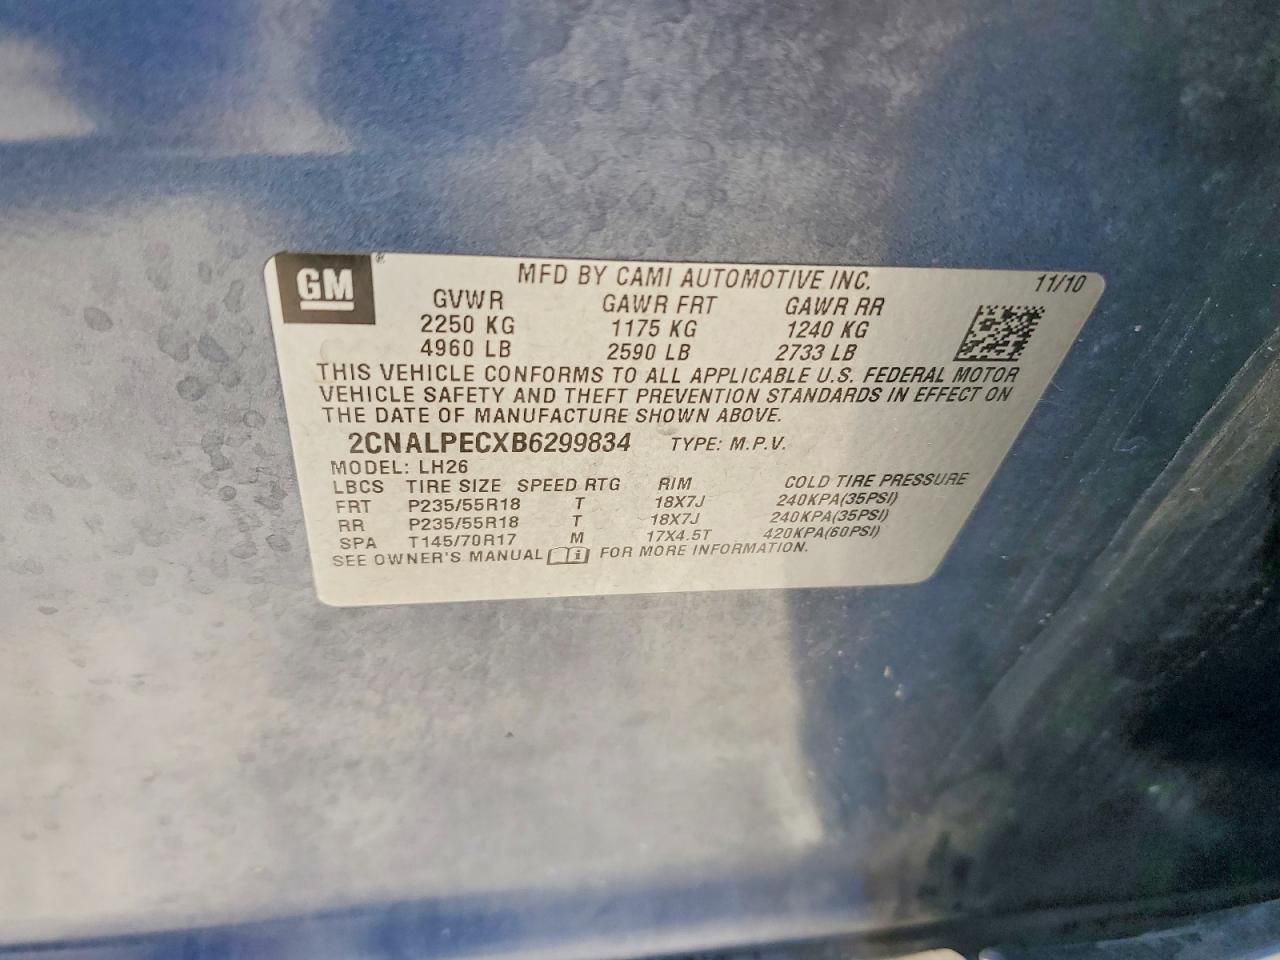 GM ® MFD BY CAMI AUTOMOTIVE INC. 11/10
GVWR GAWR FRT GAWR RR
2250 KG 1175 KG 1240 KG
4960 LB 2590 LB 2733 LB
THIS VEHICLE CONFORMS TO ALL APPLICABLE U.S. FEDERAL MOTOR
VEHICLE SAFETY AND THEFT PREVENTION STANDARDS IN EFFECT ON
THE DATE OF MANUFACTURE SHOWN ABOVE.
2CNALPECXB6299834 TYPE: M.P.V.
MODEL: LH26
LBCS TIRE SIZE SPEED RTG RIM COLD TIRE PRESSURE
FRT P235/55R18 T 18X7J 240KPA(35PSI)
RR P235/55R18 T 18X7J 240KPA(35PSI)
SPA T145/70R17 M 17X4.5T 420KPA(60PSI)
SEE OWNER'S MANUAL i FOR MORE INFORMATION.